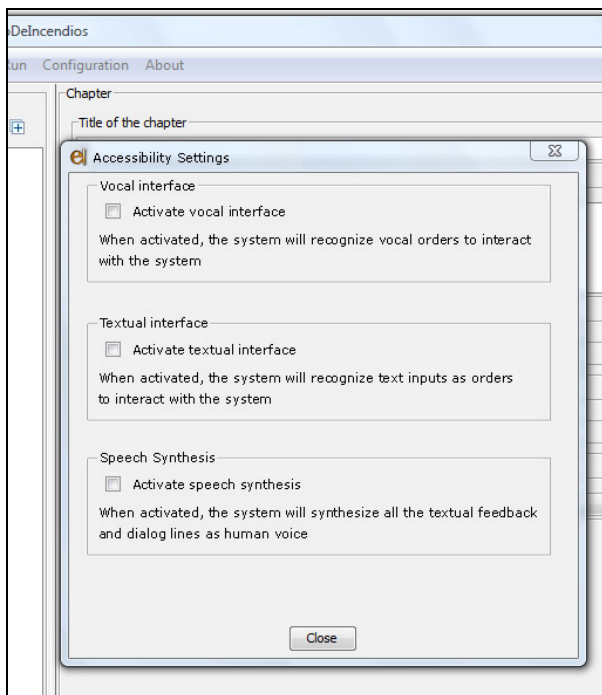 oDeIncendios
Run Configuration About
Chapter
Title of the chapter
Accessibility Settings
Vocal interface
Activate vocal interface
When activated, the system will recognize vocal orders to interact
with the system
Textual interface
Activate textual interface
When activated, the system will recognize text inputs as orders
to interact with the system
Speech Synthesis
Activate speech synthesis
When activated, the system will synthesize all the textual feedback
and dialog lines as human voice
Close